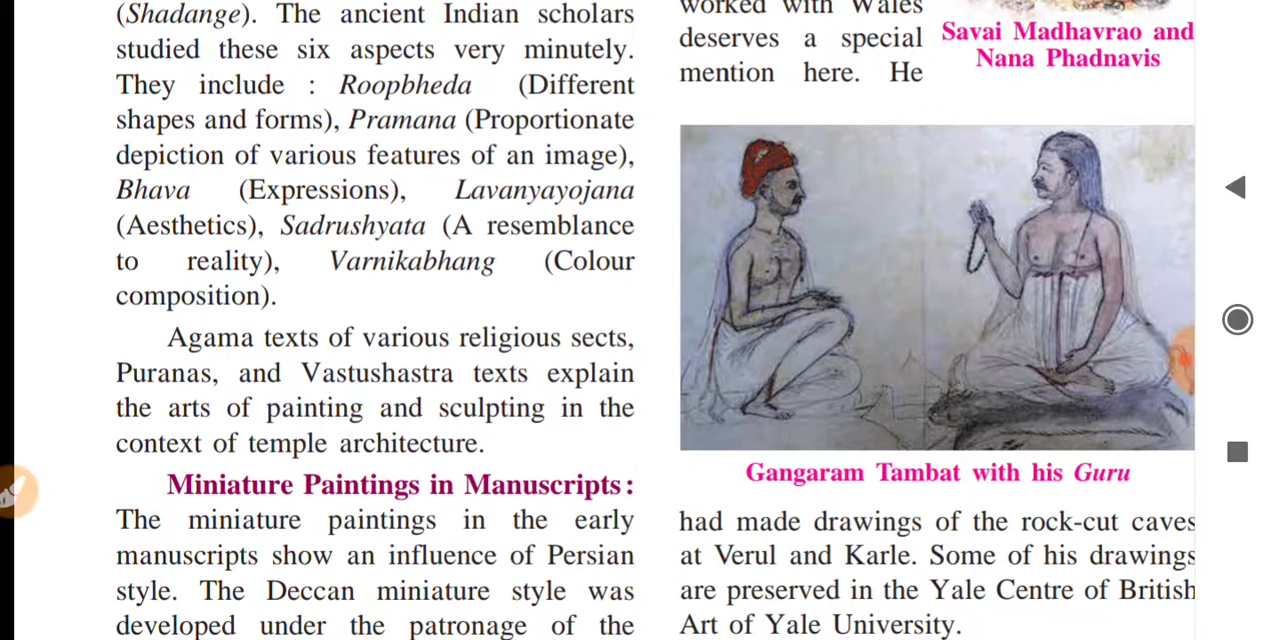 (Shadange). The ancient Indian scholars
studied these six aspects very minutely.
They include : Roopbheda (Different
shapes and forms), Pramana (Proportionate
depiction of various features of an image),
Bhava (Expressions), Lavanyayojana
(Aesthetics), Sadrushyata (A resemblance
to reality), Varnikabhang (Colour
composition).
Agama texts of various religious sects,
Puranas, and Vastushastra texts explain
the arts of painting and sculpting in the
context of temple architecture.
Miniature Paintings in Manuscripts:
The miniature paintings in the early
manuscripts show an influence of Persian
style. The Deccan miniature style was
developed under the patronage of the
worked with Wales
deserves a special
mention here. He
Savai Madhavrao and
Nana Phadnavis
Gangaram Tambat with his Guru
had made drawings of the rock-cut caves
at Verul and Karle. Some of his drawings
are preserved in the Yale Centre of British
Art of Yale University.